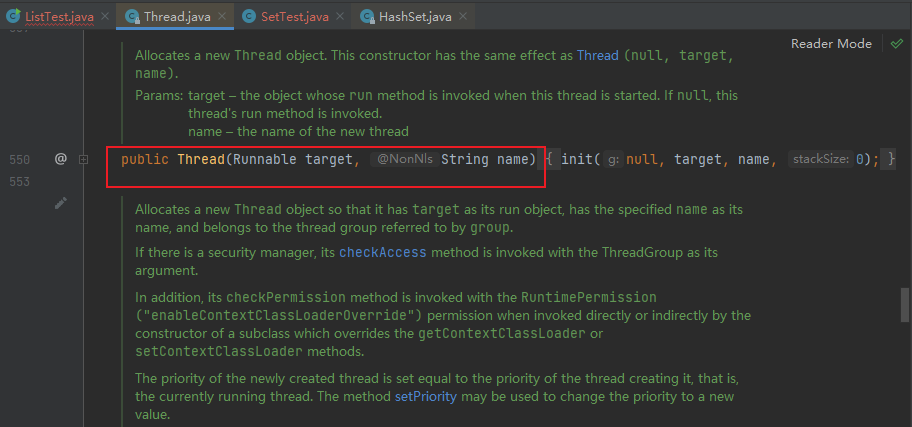 ListTest.java Thread.java SetTest.java HashSet.java
Reader Mode
Allocates a new Thread object. This constructor has the same effect as Thread (null, target,
name).
Params: target – the object whose run method is invoked when this thread is started. If null, this
thread's run method is invoked.
name – the name of the new thread
550 @ public Thread(Runnable target, @NonNls String name) { init( g: null, target, name, stackSize: 0); }
553
Allocates a new Thread object so that it has target as its run object, has the specified name as its
name, and belongs to the thread group referred to by group.
If there is a security manager, its checkAccess method is invoked with the ThreadGroup as its
argument.
In addition, its checkPermission method is invoked with the RuntimePermission
("enableContextClassLoaderOverride") permission when invoked directly or indirectly by the
constructor of a subclass which overrides the getContextClassLoader or
setContextClassLoader methods.
The priority of the newly created thread is set equal to the priority of the thread creating it, that is,
the currently running thread. The method setPriority may be used to change the priority to a new
value.